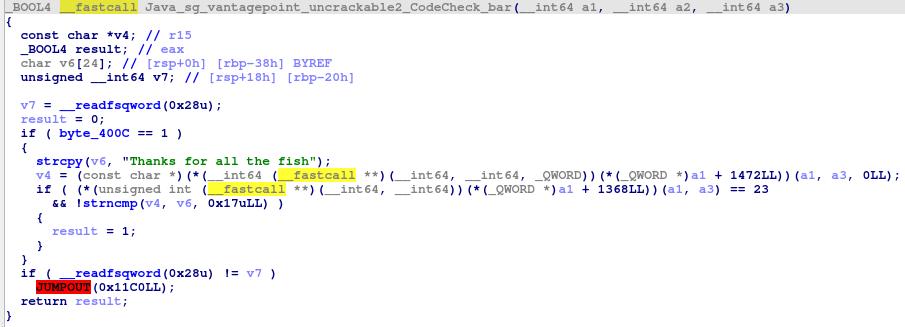 _BOOL4 __fastcall Java_sg_vantagepoint_uncrackable2_CodeCheck_bar(__int64 a1, __int64 a2, __int64 a3)
{
  const char *v4; // r15
  _BOOL4 result; // eax
  char v6[24]; // [rsp+0h] [rbp-38h] BYREF
  unsigned __int64 v7; // [rsp+18h] [rbp-20h]

  v7 = __readfsqword(0x28u);
  result = 0;
  if ( byte_400C == 1 )
  {
    strcpy(v6, "Thanks for all the fish");
    v4 = (const char *)(*(__int64 (__fastcall **)(__int64, __int64, _QWORD))(*(_QWORD *)a1 + 1472LL))(a1, a3, 0LL);
    if ( (*(unsigned int (__fastcall **)(__int64, __int64))(*(_QWORD *)a1 + 1368LL))(a1, a3) == 23
      && !strncmp(v4, v6, 0x17uLL) )
    {
      result = 1;
    }
  }
  if ( __readfsqword(0x28u) != v7 )
    JUMPOUT(0x11C0LL);
  return result;
}